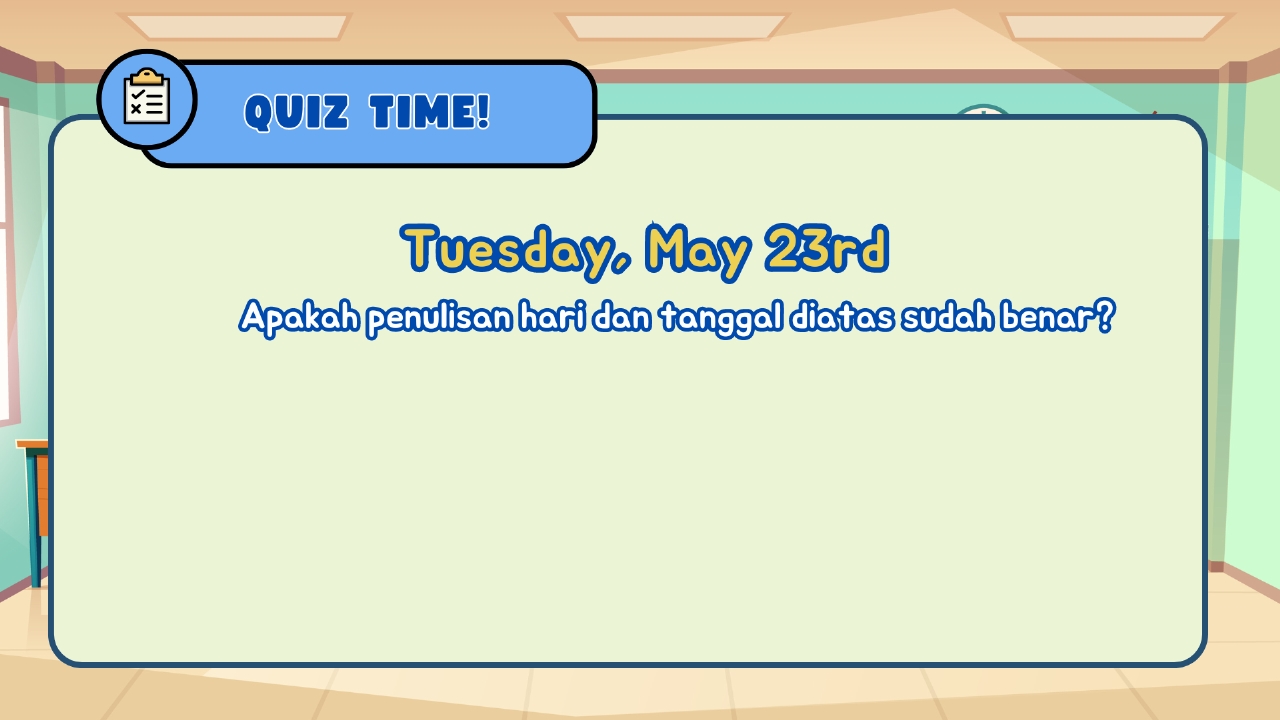 QUIZ TIME!
Tuesday, May 23rd
Apakah penulisan hari dan tanggal diatas sudah benar?